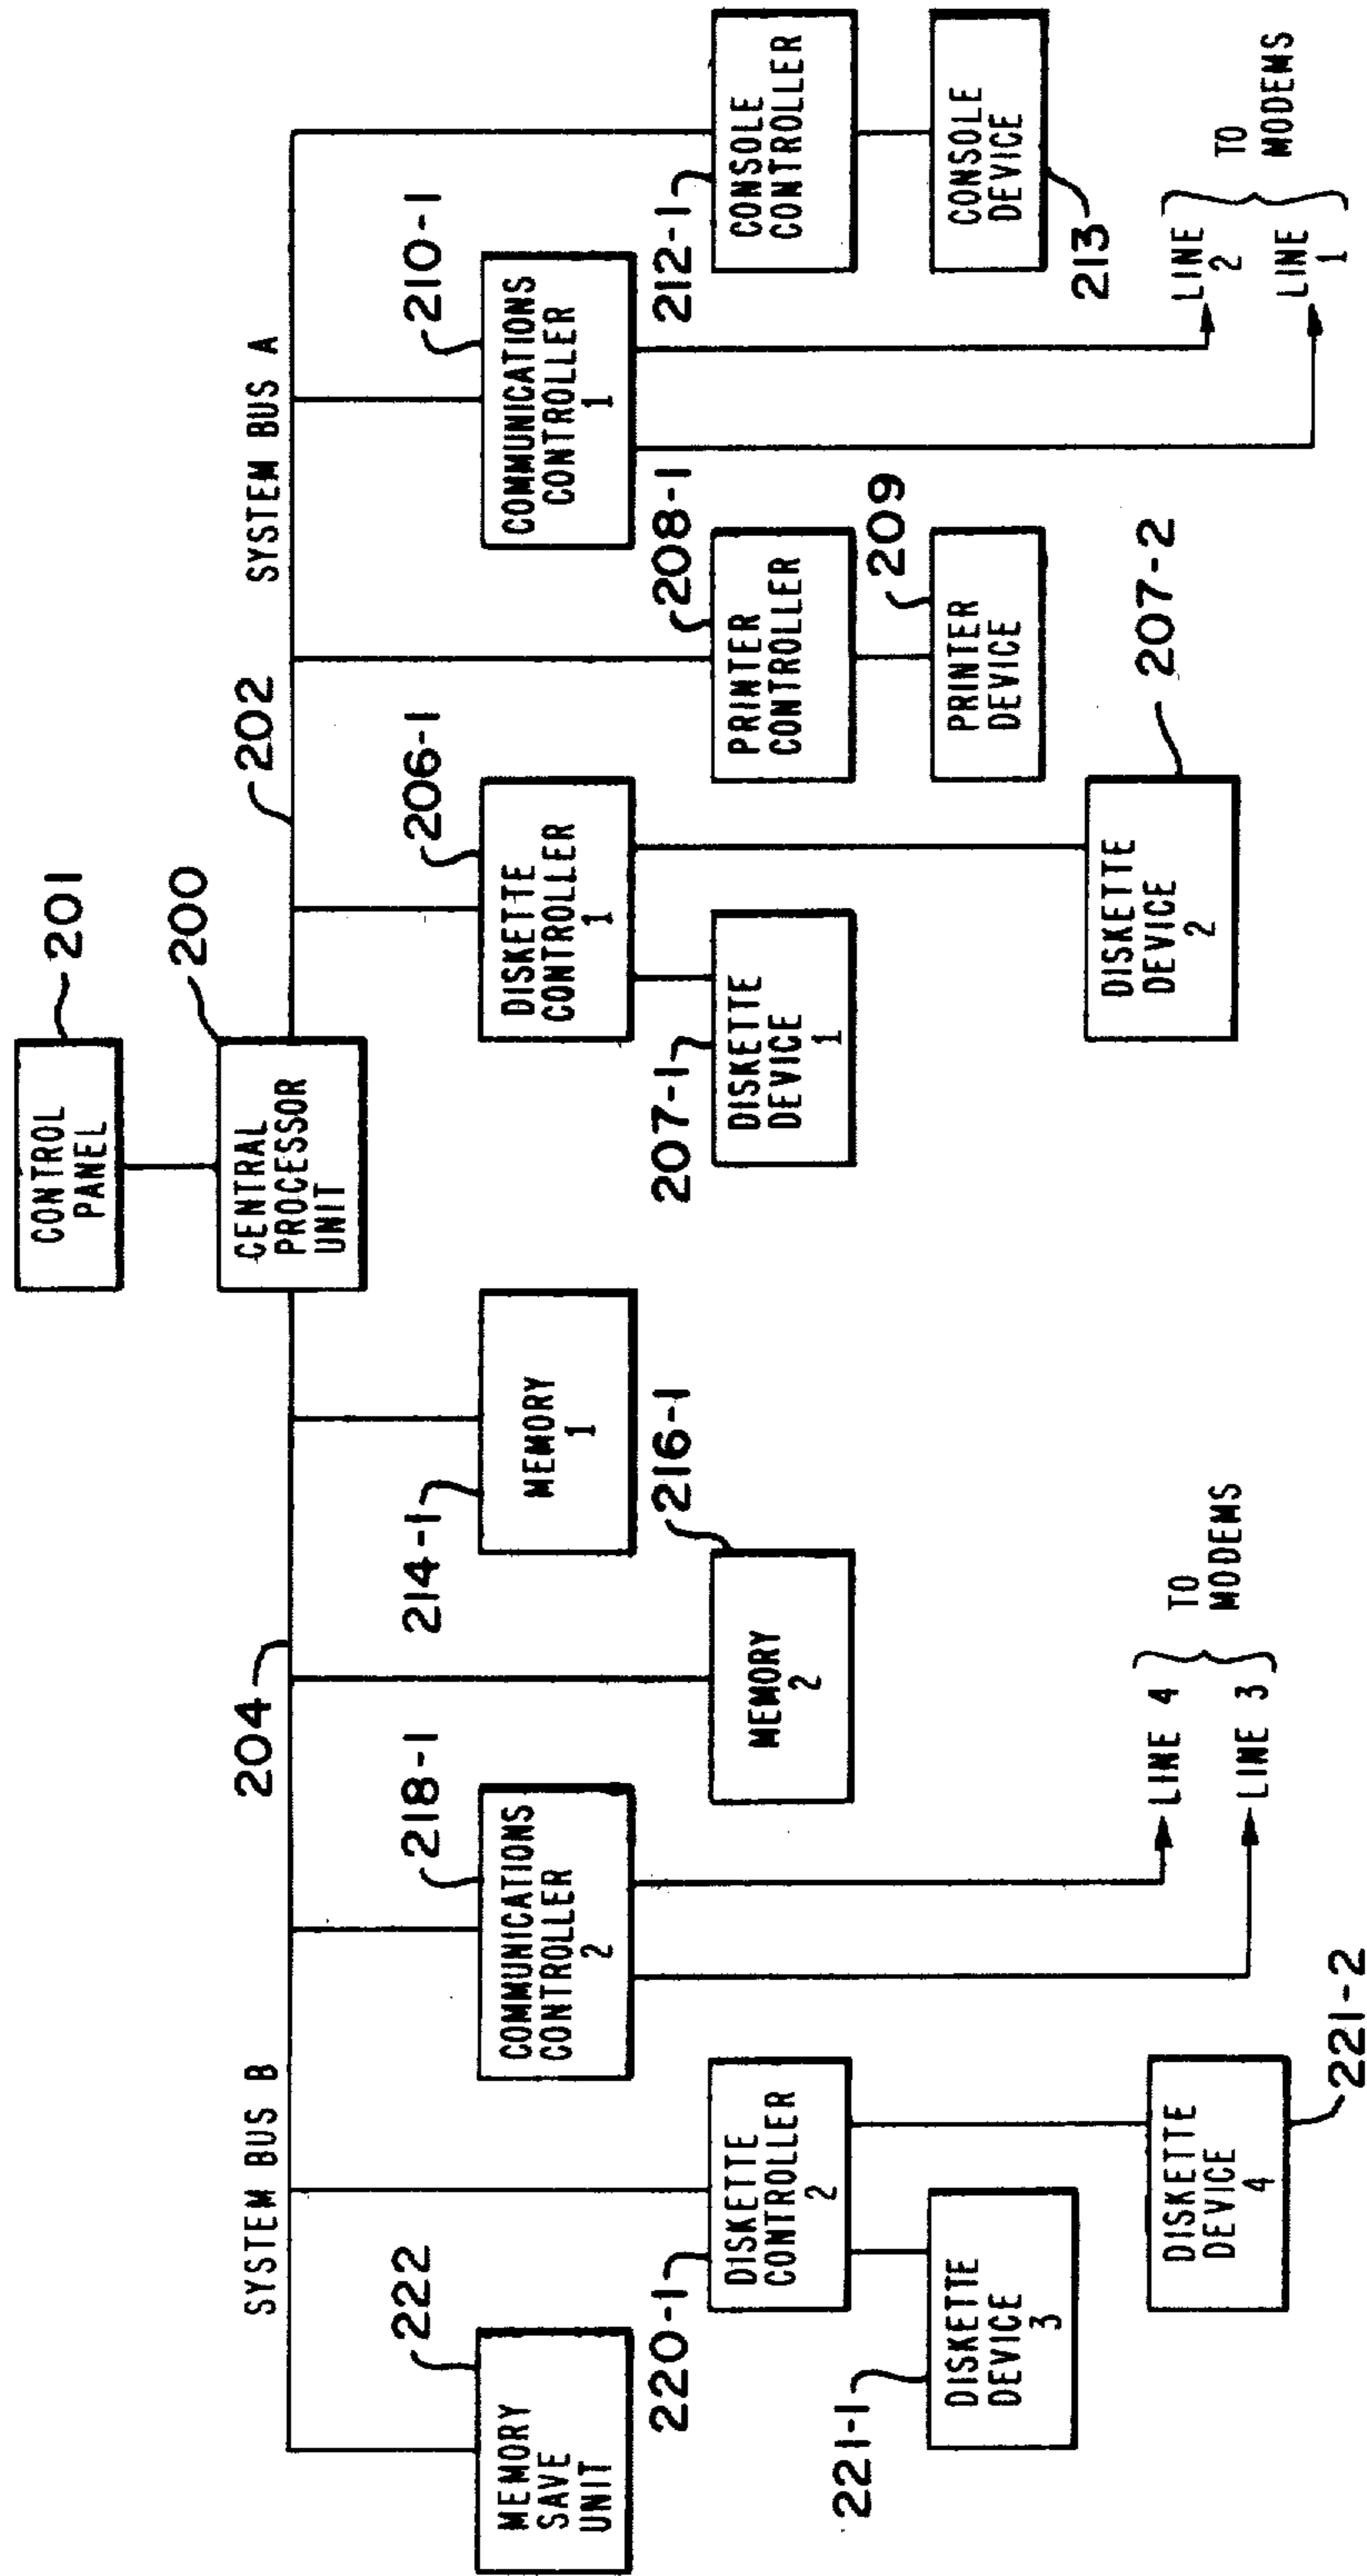 CONTROL
PANEL
201
CENTRAL
PROCESSOR
UNIT
200
SYSTEM BUS B
204
202
SYSTEM BUS A
MEMORY
SAVE
UNIT
222
COMMUNICATIONS
CONTROLLER
2
218-1
MEMORY
1
214-1
DISKETTE
CONTROLLER
1
206-1
COMMUNICATIONS
CONTROLLER
1
210-1
DISKETTE
CONTROLLER
2
220-1
MEMORY
2
216-1
DISKETTE
DEVICE
1
207-1
PRINTER
CONTROLLER
208-1
CONSOLE
CONTROLLER
212-1
DISKETTE
DEVICE
3
221-1
PRINTER
DEVICE
209
CONSOLE
DEVICE
213
DISKETTE
DEVICE
4
221-2
LINE 4
LINE 3
TO
MODEMS
DISKETTE
DEVICE
2
207-2
LINE
2
LINE
1
TO
MODEMS